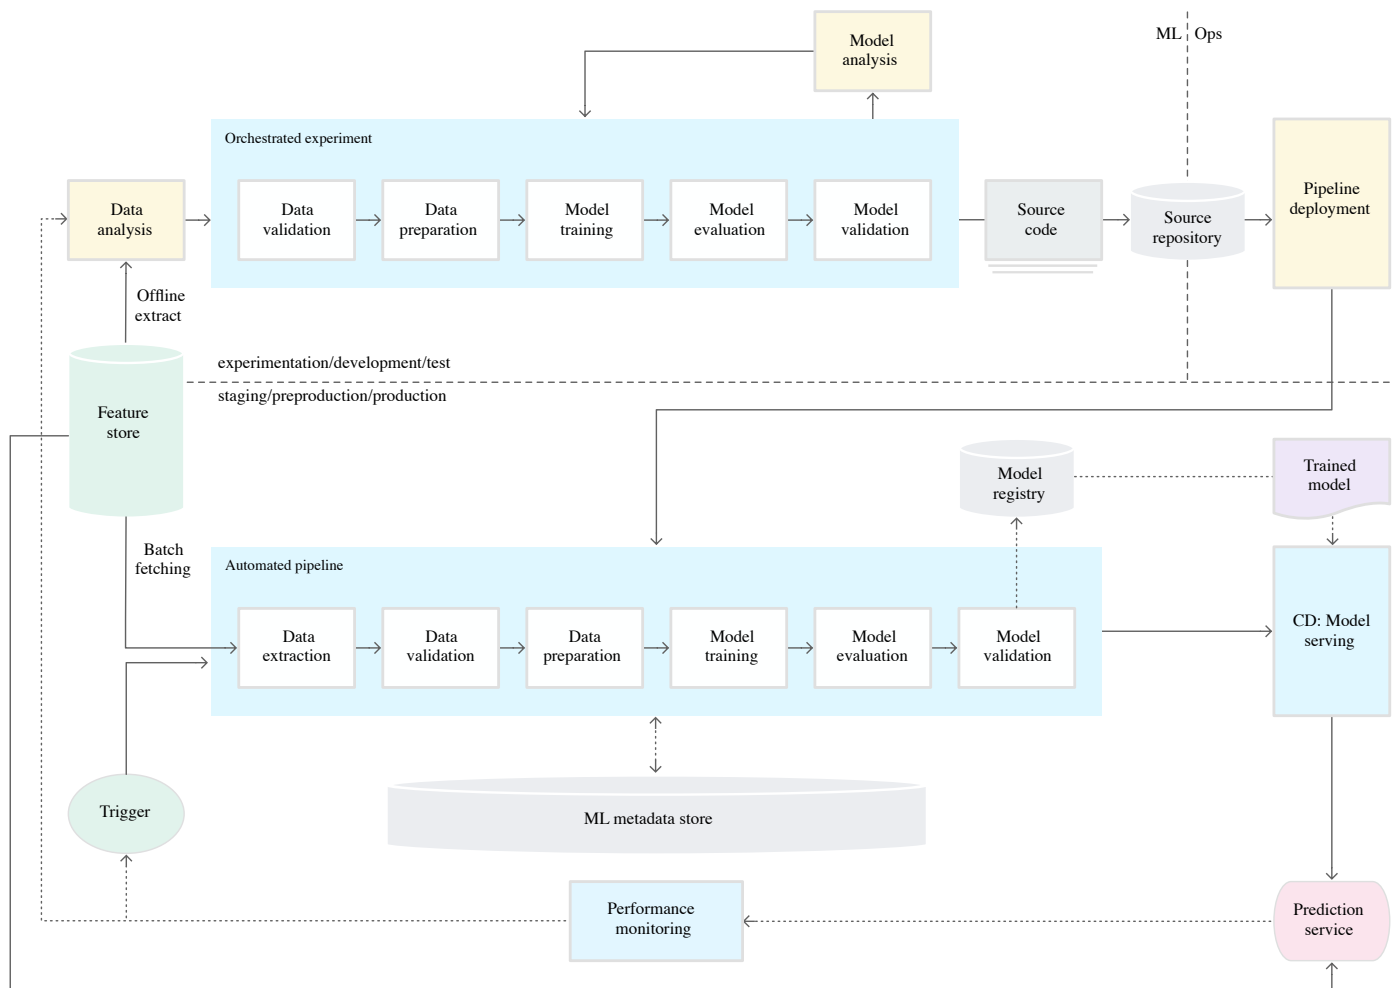 Model
analysis
ML
Ops
Orchestrated experiment
Data
analysis
Data
validation
Data
preparation
Model
training
Model
evaluation
Model
validation
Source
code
Source
repository
Pipeline
deployment
Offline
extract
experimentation/development/test
staging/preproduction/production
Feature
store
Model
registry
Trained
model
Batch
fetching
Automated pipeline
Data
extraction
Data
validation
Data
preparation
Model
training
Model
evaluation
Model
validation
CD: Model
serving
Trigger
ML metadata store
Performance
monitoring
Prediction
service